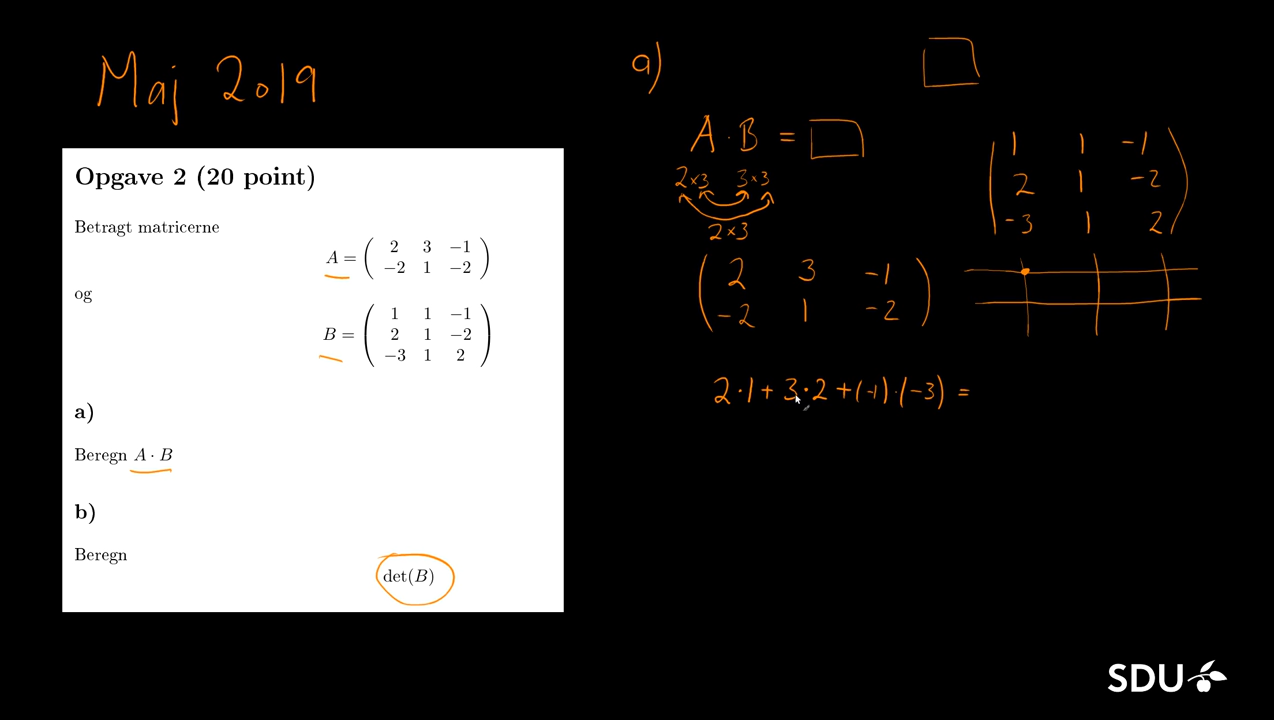 Maj 2019
Opgave 2 (20 point)
Betragt matricerne
A = ( 2 3 −1
−2 1 −2 )
og
B = ( 1 1 −1
2 1 −2
−3 1 2 )
a)
Beregn A · B
b)
Beregn
det(B)
a)
A · B =
2×3 3×3
2×3
( 1 1 -1
2 1 -2
-3 1 2 )
( 2 3 -1
-2 1 -2 )
2·1 + 3·2 + (-1)·(-3) =
SDU